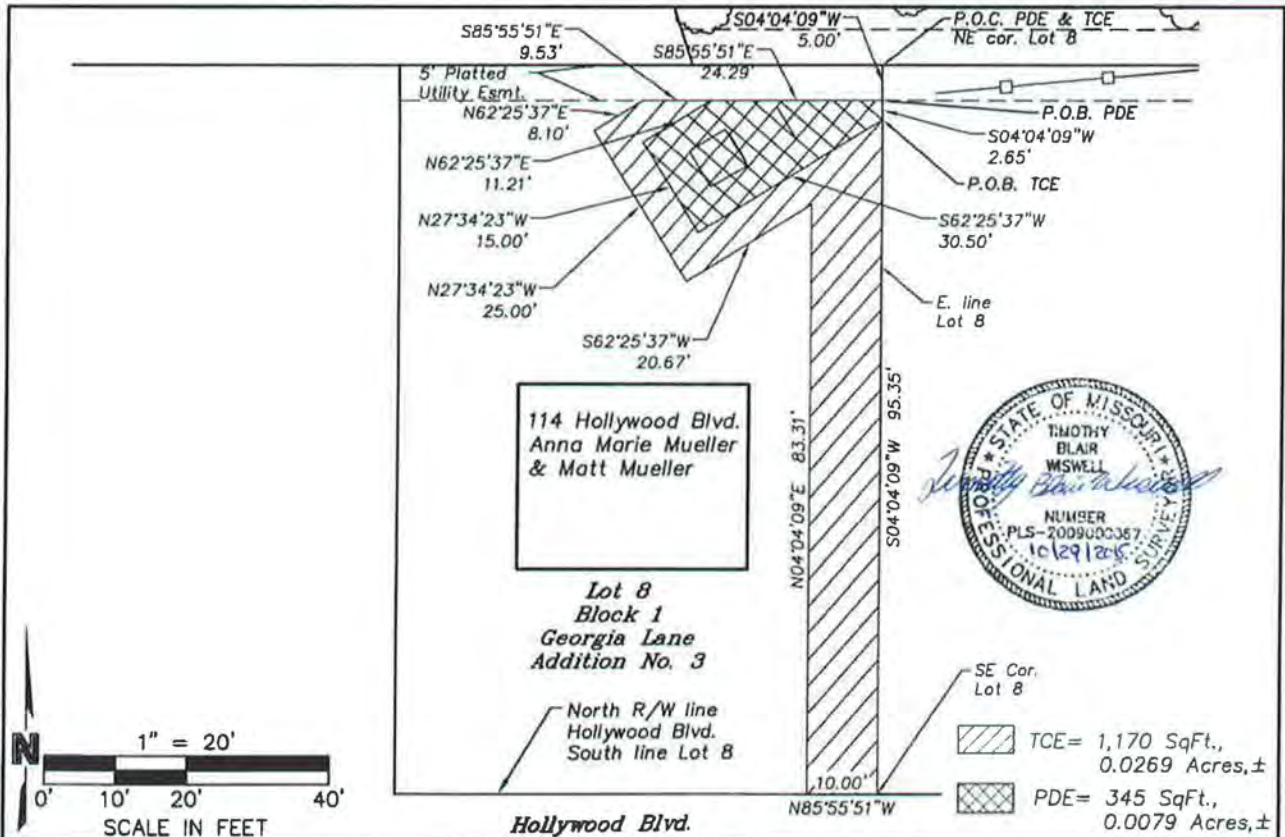 S04°04'09"W
5.00'
P.O.C. PDE & TCE
NE cor. Lot 8
S85°55'51"E
9.53'
S85°55'51"E
24.29'
5' Platted
Utility Esmt.
N62°25'37"E
8.10'
P.O.B. PDE
S04°04'09"W
2.65'
N62°25'37"E
11.21'
P.O.B. TCE
N27°34'23"W
15.00'
S62°25'37"W
30.50'
N27°34'23"W
25.00'
E. line
Lot 8
S62°25'37"W
20.67'
114 Hollywood Blvd.
Anna Marie Mueller
& Matt Mueller
N04°04'09"E 83.31'
S04°04'09"W 95.35'
STATE OF MISSOURI
TIMOTHY
BLAIR
WISWELL
NUMBER
PROFESSIONAL LAND SURVEYOR
Lot 8
Block 1
Georgia Lane
Addition No. 3
SE Cor.
Lot 8
North R/W line
Hollywood Blvd.
South line Lot 8
TCE= 1,170 SqFt.,
0.0269 Acres,±
PDE= 345 SqFt.,
0.0079 Acres,±
10.00'
N85°55'51"W
N
1" = 20'
0' 10' 20' 40'
SCALE IN FEET
Hollywood Blvd.